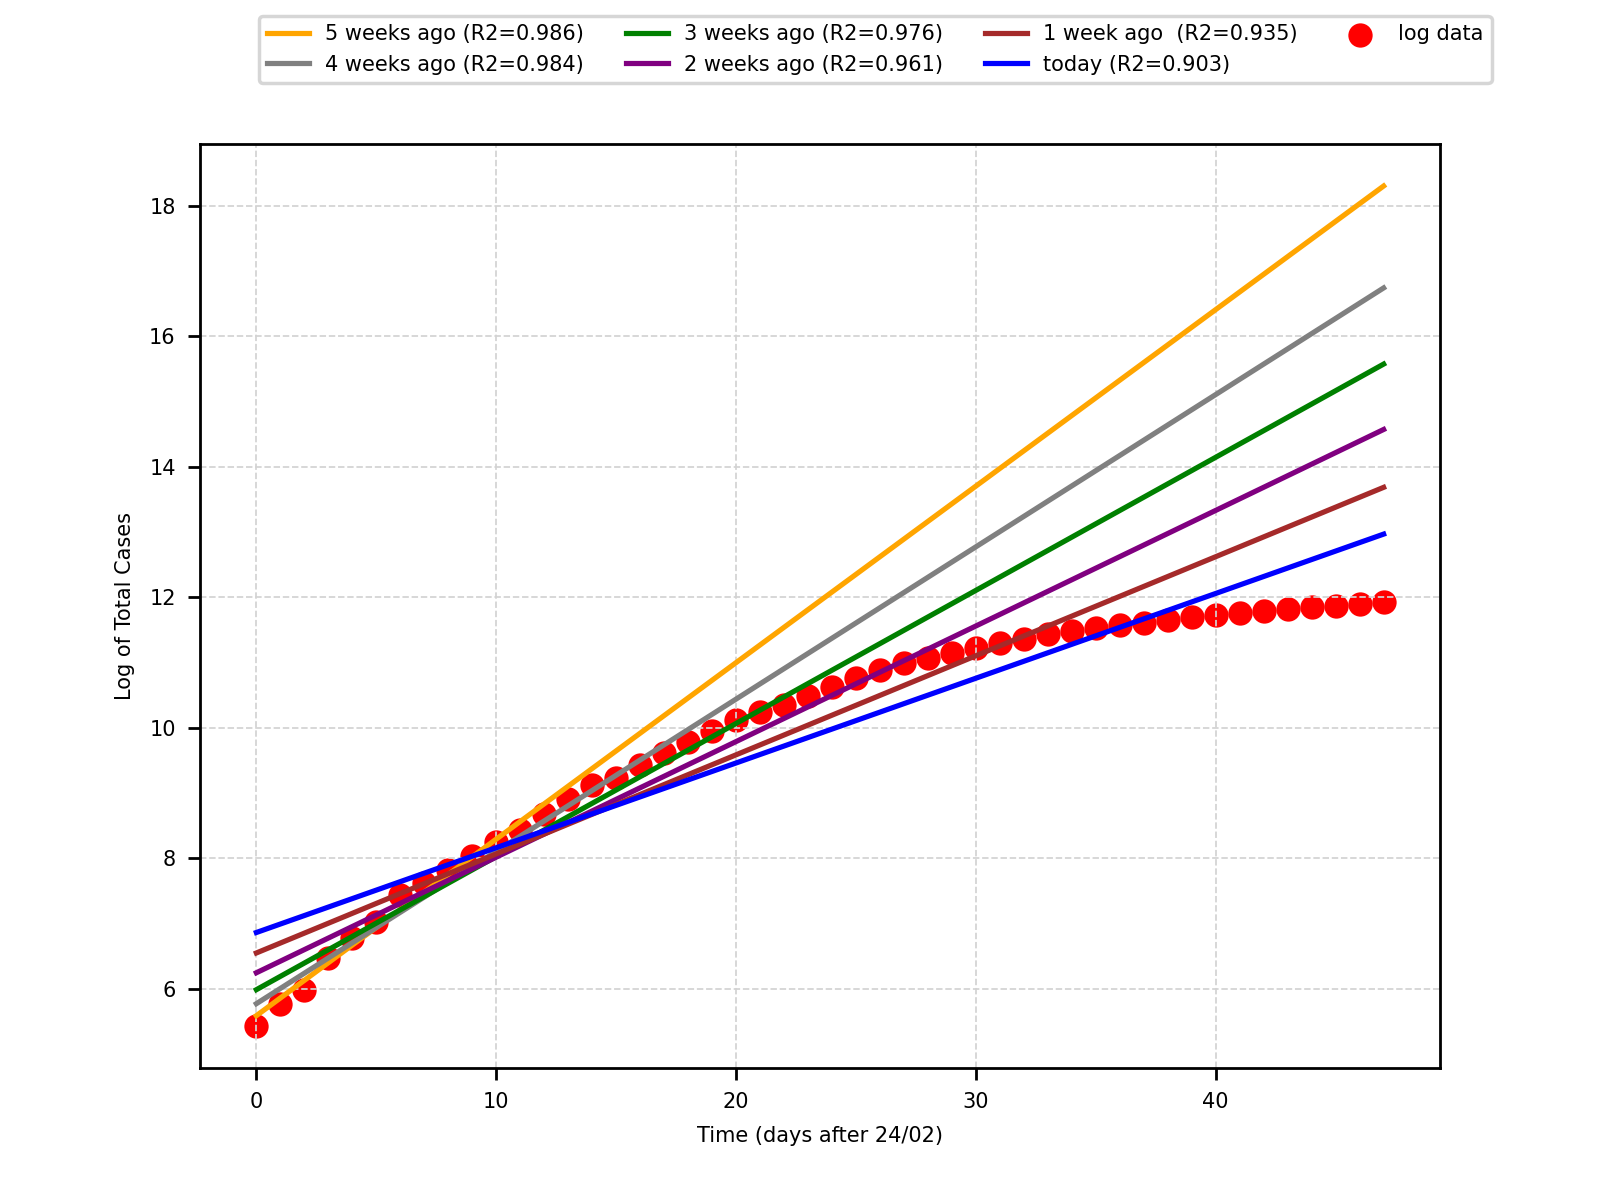 5 weeks ago (R2=0.986) 3 weeks ago (R2=0.976) 1 week ago  (R2=0.935) log data
4 weeks ago (R2=0.984) 2 weeks ago (R2=0.961) today (R2=0.903)
18
16
14
12
10
8
6
Log of Total Cases
0 10 20 30 40
Time (days after 24/02)